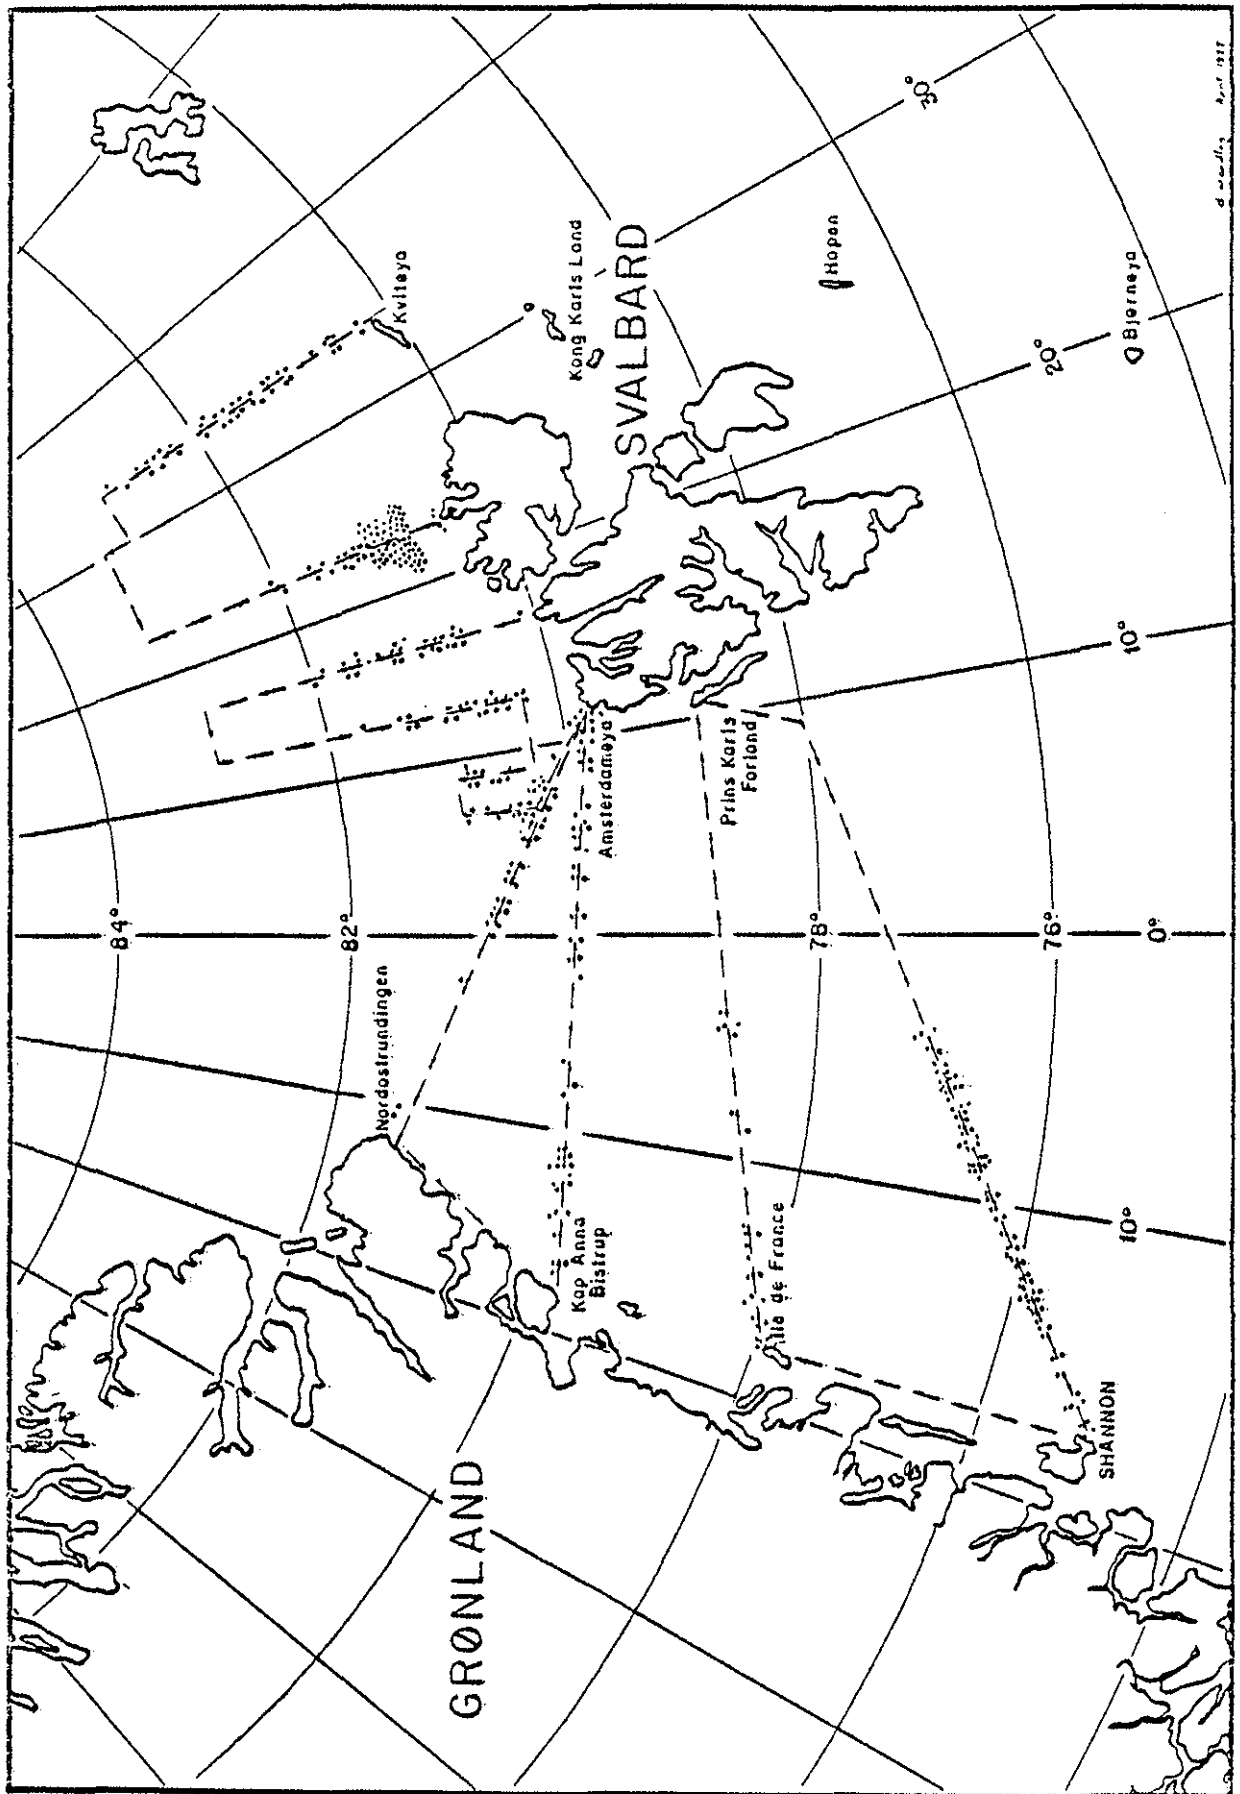 GRØNLAND
SVALBARD
Nordostrundingen
Kap Anna
Bistrup
Ille de France
SHANNON
Amsterdamøya
Prins Karls
Forland
Kvitøya
Kong Karls Land
Hopen
Bjørnøya
84°
82°
78°
76°
0°
10°
10°
20°
30°